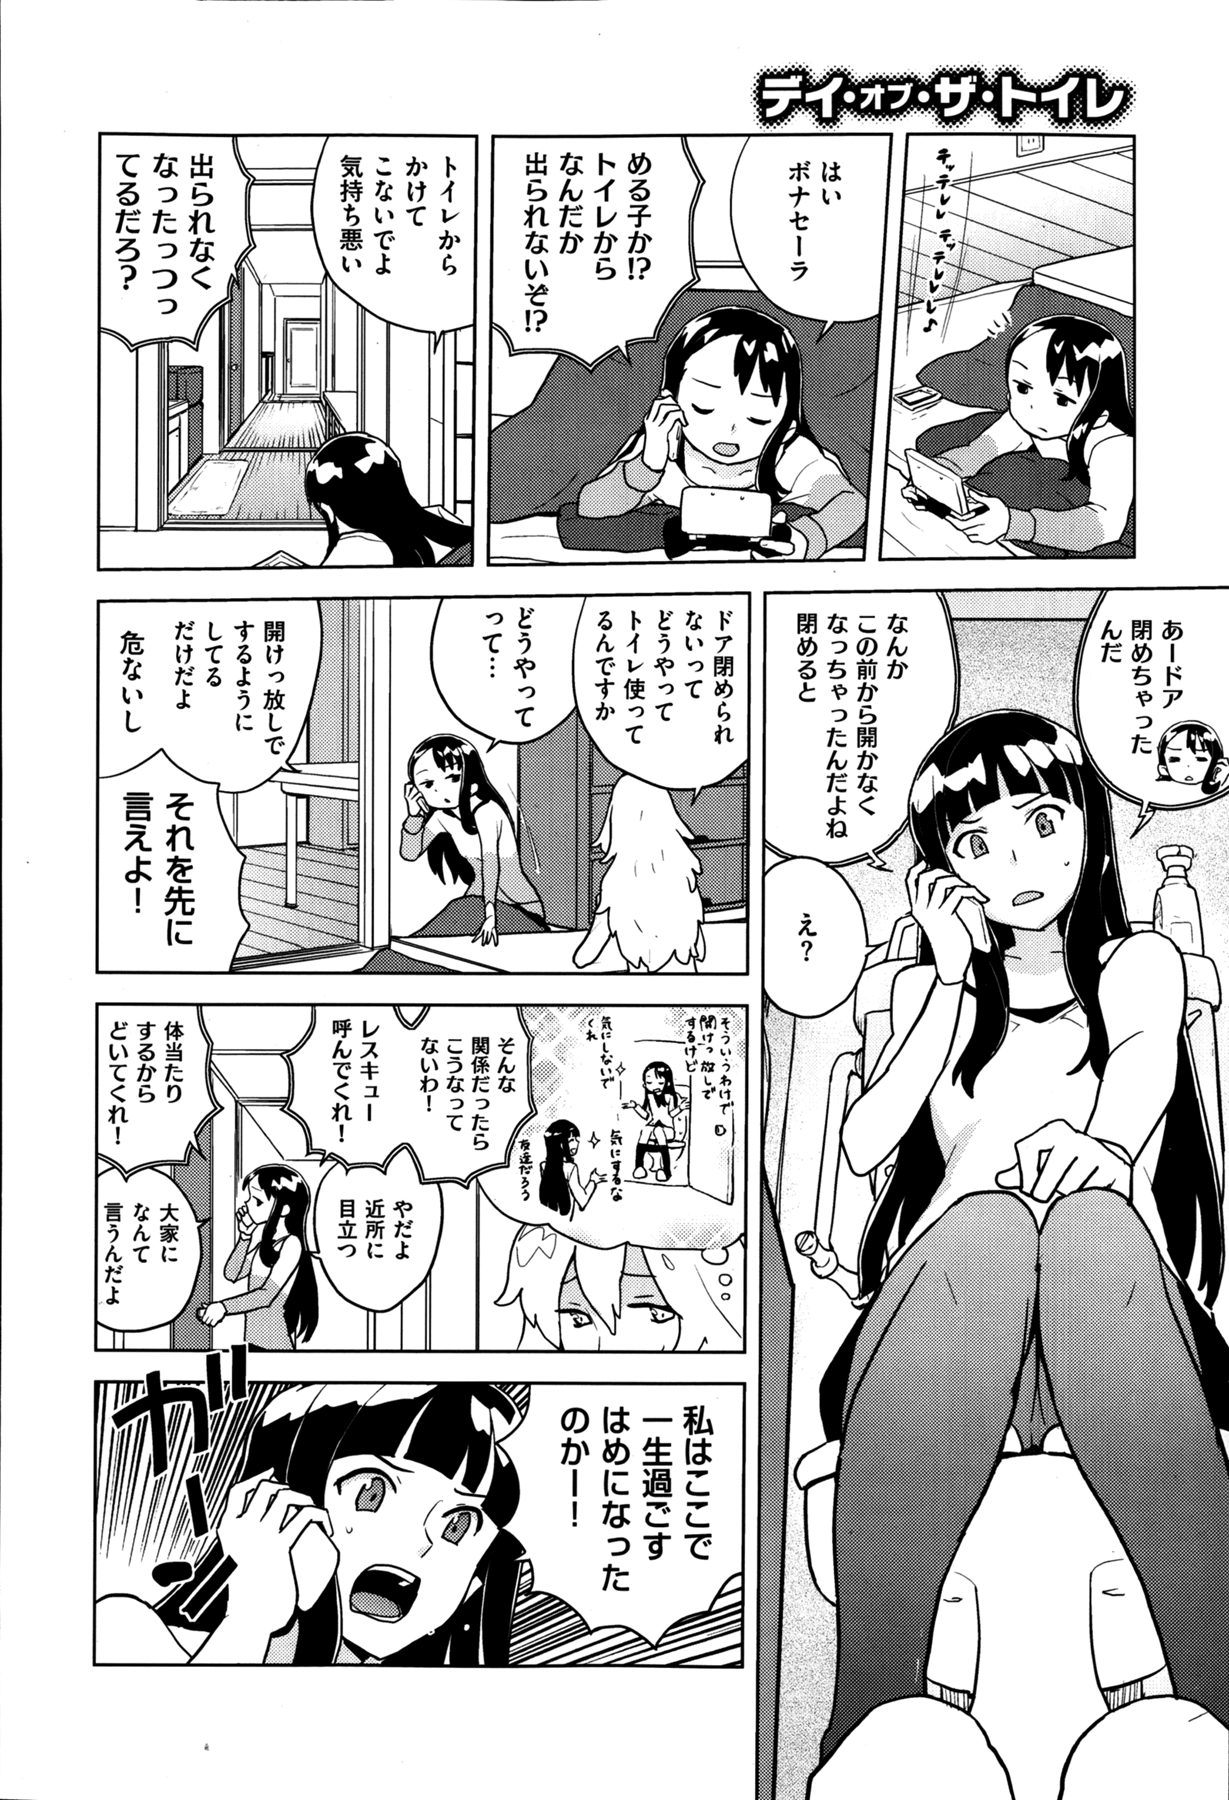 デイ・オブ・ザ・トイレ
テッテレレ テッテレレレ♪
はい
ボナセーラ
める子か!?
トイレから
なんだか
出られないぞ!?
トイレから
かけて
こないでよ
気持ち悪い
出られなく
なったっつっ
てるだろ?
あードア
閉めちゃった
んだ
なんか
この前から開かなく
なっちゃったんだよね
閉めると
え?
ドア閉められ
ないって
どうやって
トイレ使って
るんですか
どうやって
って…
開けっ放しで
するように
してる
だけだよ
危ないし
それを先に
言えよ!
そういうわけで
開けっ放しで
するけど
気にしないで
くれ
気にするな
友達だろう
そんな
関係だったら
こうなって
ないわ!
レスキュー
呼んでくれ!
やだよ
近所に
目立つ
体当たり
するから
どいてくれ!
大家に
なんて
言うんだよ
私はここで
一生過ごす
はめになった
のかー!
ガーン